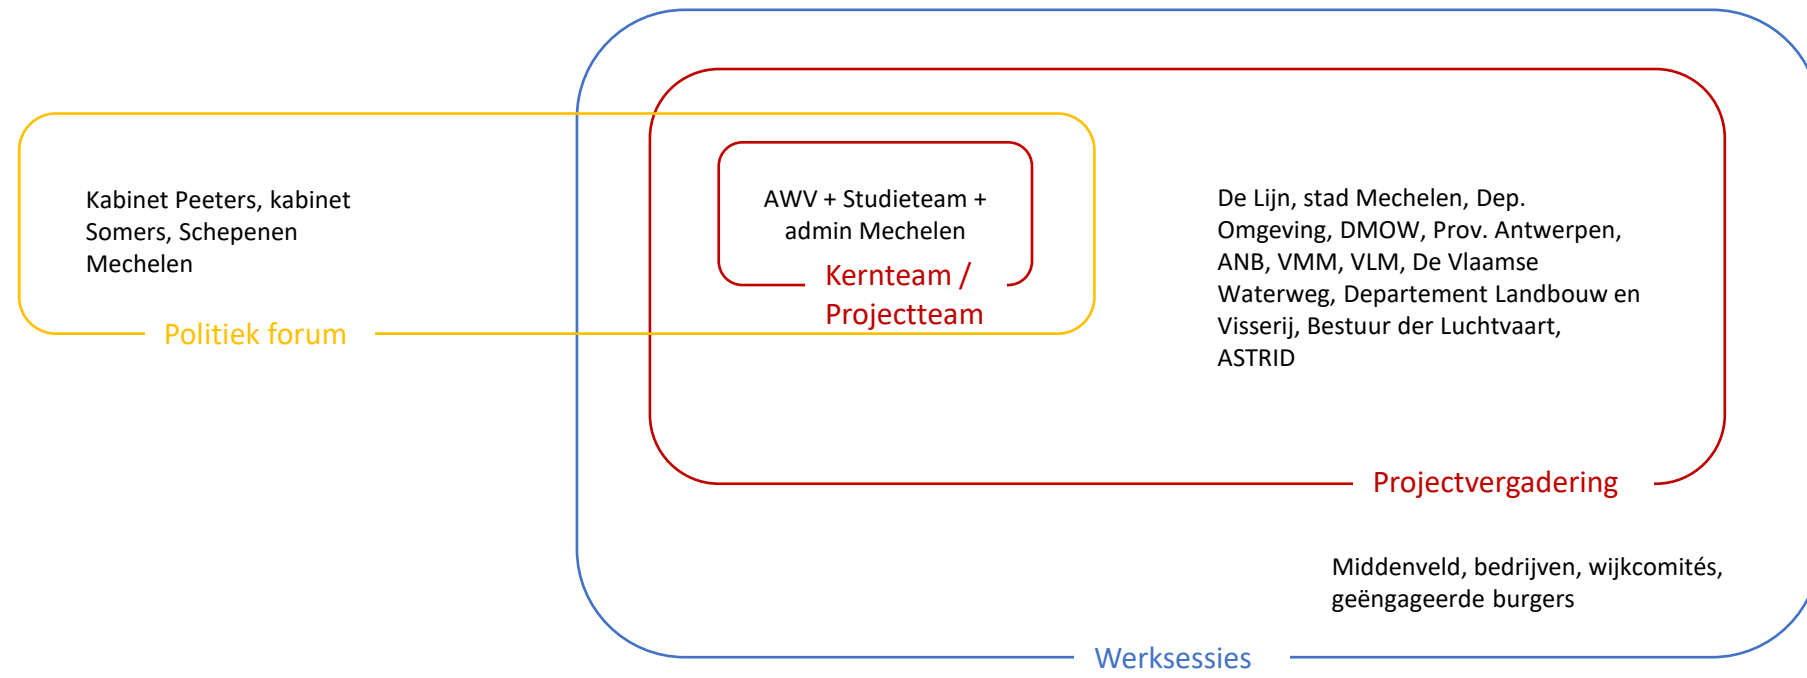 Kabinet Peeters, kabinet
Somers, Schepenen
Mechelen
Politiek forum
AWV + Studieteam +
admin Mechelen
Kernteam /
Projectteam
De Lijn, stad Mechelen, Dep.
Omgeving, DMOW, Prov. Antwerpen,
ANB, VMM, VLM, De Vlaamse
Waterweg, Departement Landbouw en
Visserij, Bestuur der Luchtvaart,
ASTRID
Projectvergadering
Middenveld, bedrijven, wijkcomités,
geëngageerde burgers
Werksessies